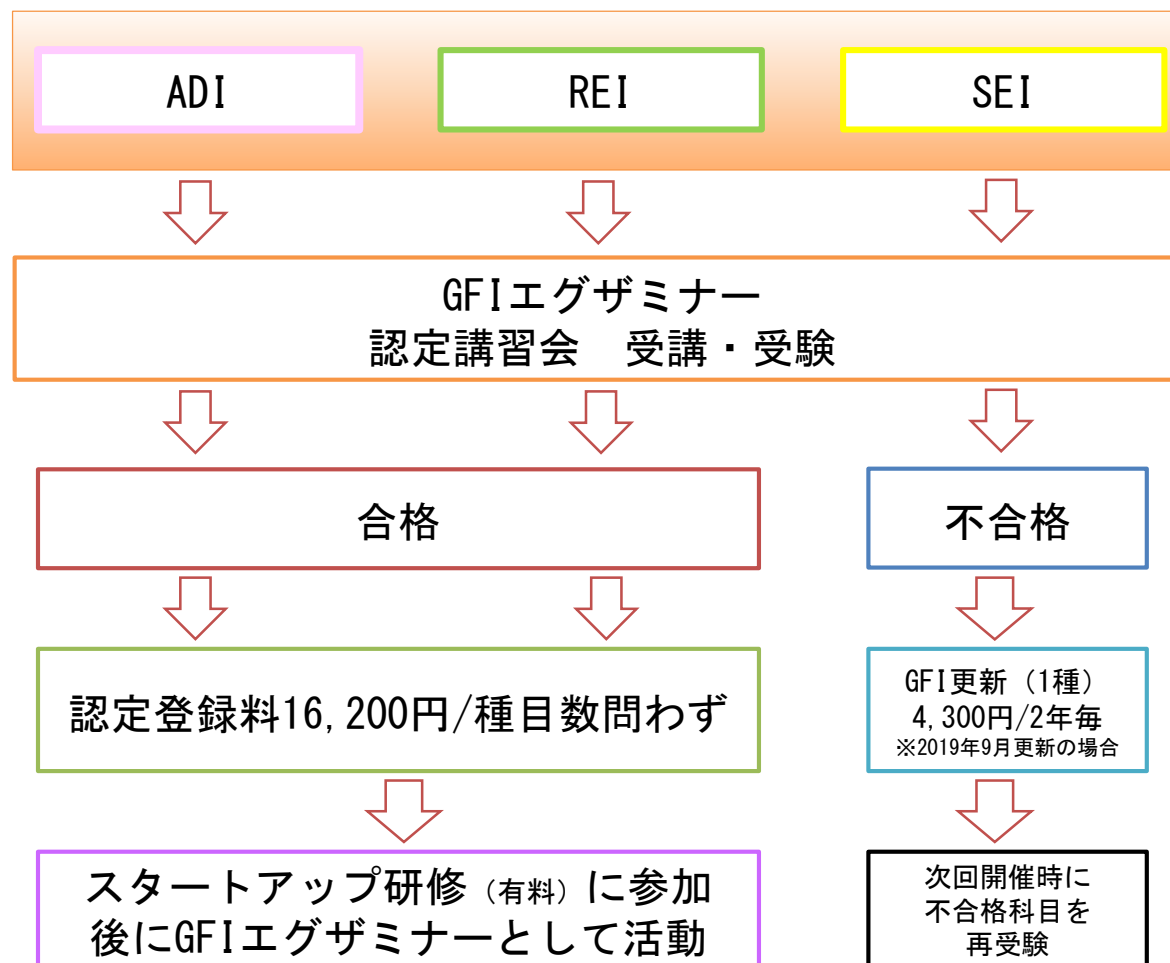 ADI
REI
SEI
GFIエグザミナー
認定講習会　受講・受験
合格
不合格
認定登録料16,200円/種目数問わず
GFI更新（1種）
4,300円/2年毎
※2019年9月更新の場合
スタートアップ研修（有料）に参加
後にGFIエグザミナーとして活動
次回開催時に
不合格科目を
再受験